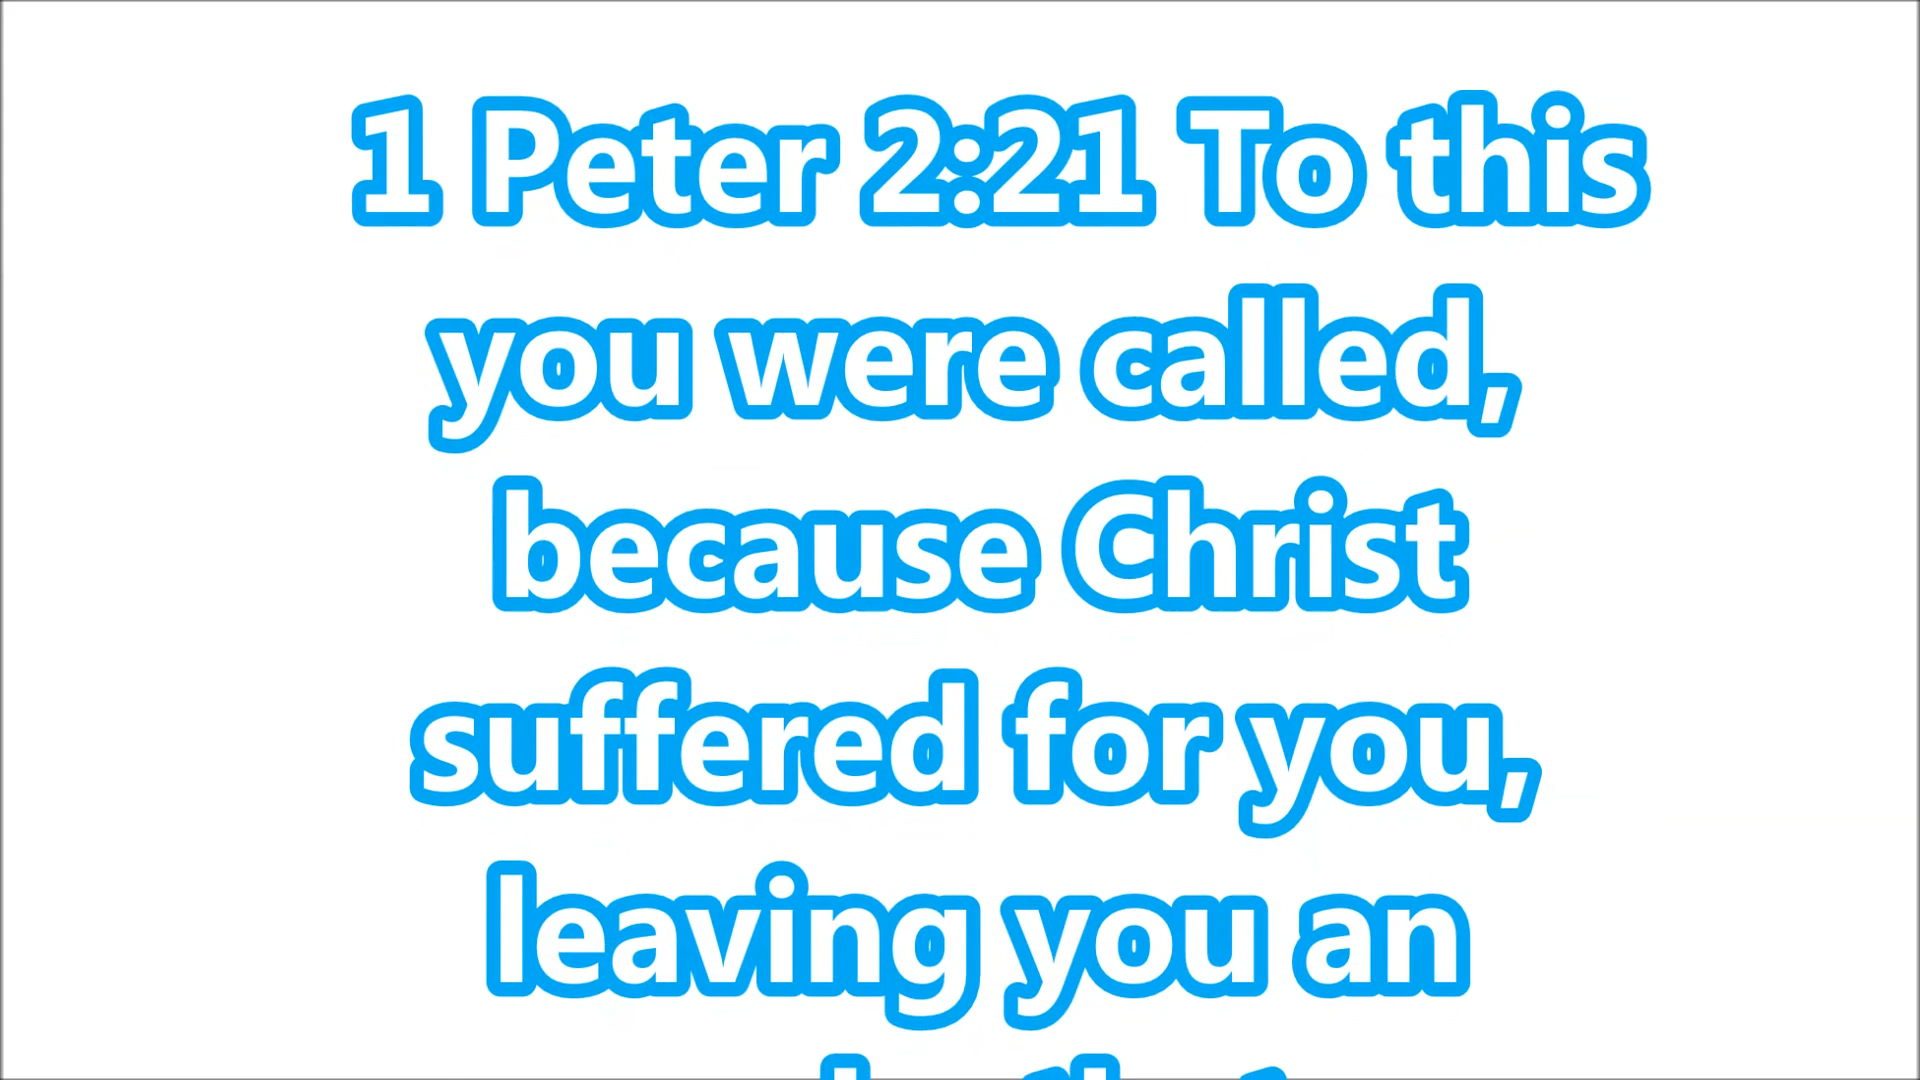 1 Peter 2:21 To this
you were called,
because Christ
suffered for you,
leaving you an